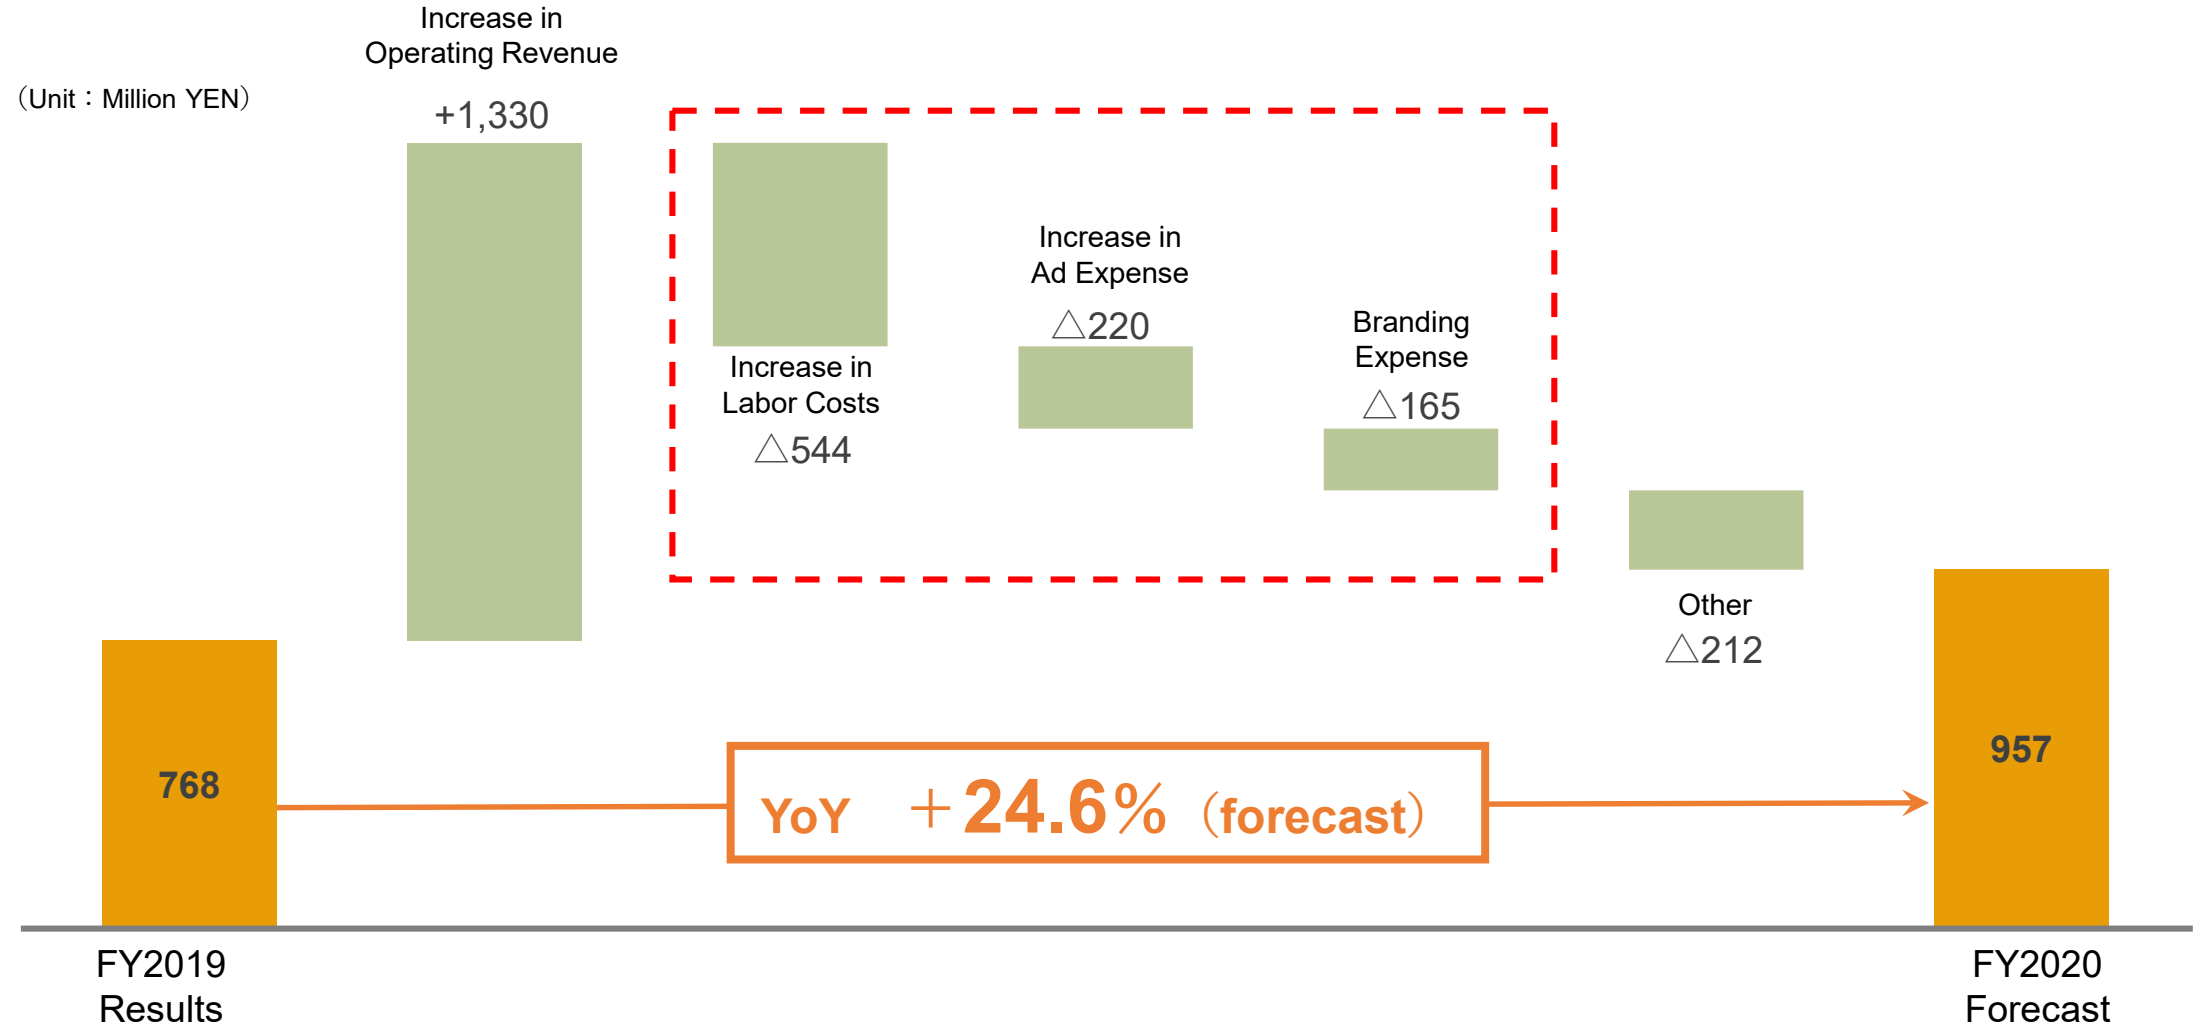 Increase in
Operating Revenue
（Unit：Million YEN）
+1,330
Increase in
Labor Costs
△544
Increase in
Ad Expense
△220
Branding
Expense
△165
Other
△212
768
YoY ＋24.6％（forecast）
957
FY2019
Results
FY2020
Forecast